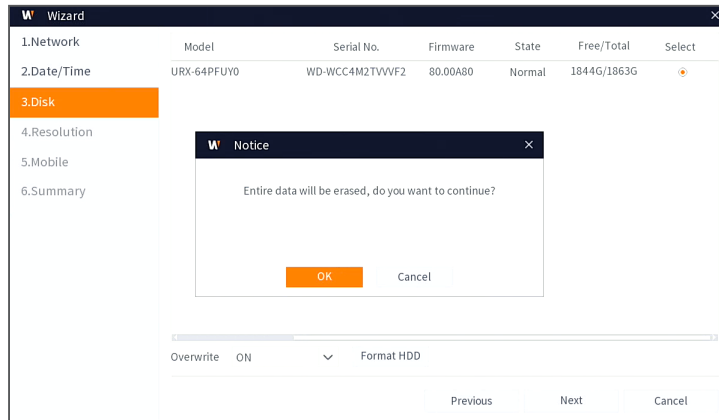 Wizard
1.Network
2.Date/Time
3.Disk
4.Resolution
5.Mobile
6.Summary
Model Serial No. Firmware State Free/Total Select
URX-64PFUY0 WD-WCC4M2TVVVF2 80.00A80 Normal 1844G/1863G
Notice
Entire data will be erased, do you want to continue?
OK Cancel
Overwrite ON Format HDD
Previous Next Cancel